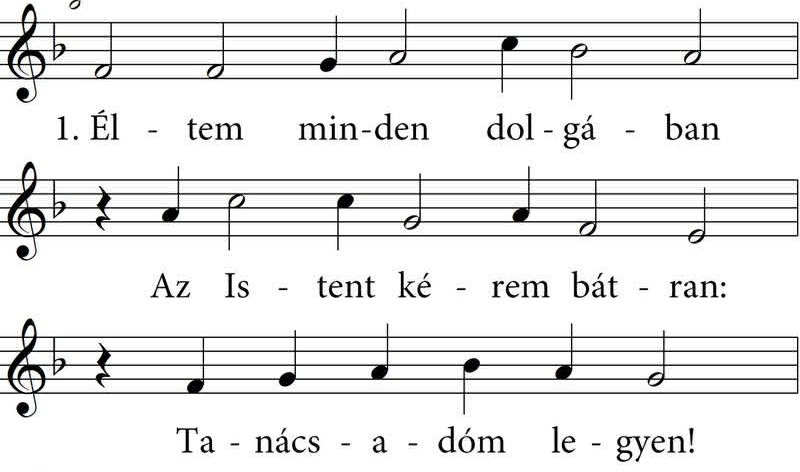 1. Él - tem min-den dol - gá - ban
Az Is - tent ké - rem bát - ran:
Ta - nács - a - dóm le - gyen!